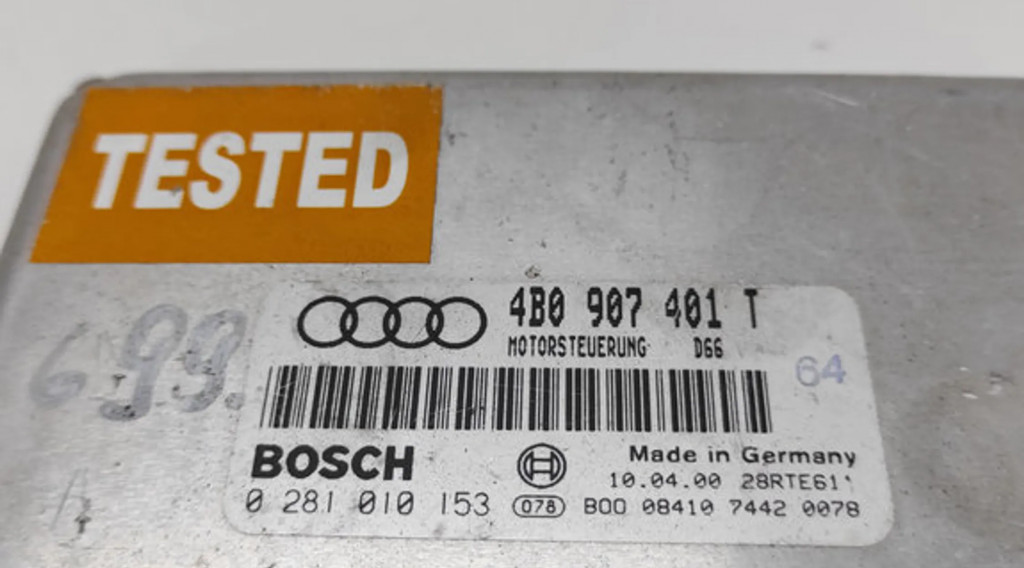 TESTED
699.
4B0 907 401 T
MOTORSTEUERUNG D66
64
BOSCH
Made in Germany
10.04.00 28RTE61
0 281 010 153 078 B00 08410 7442 0078